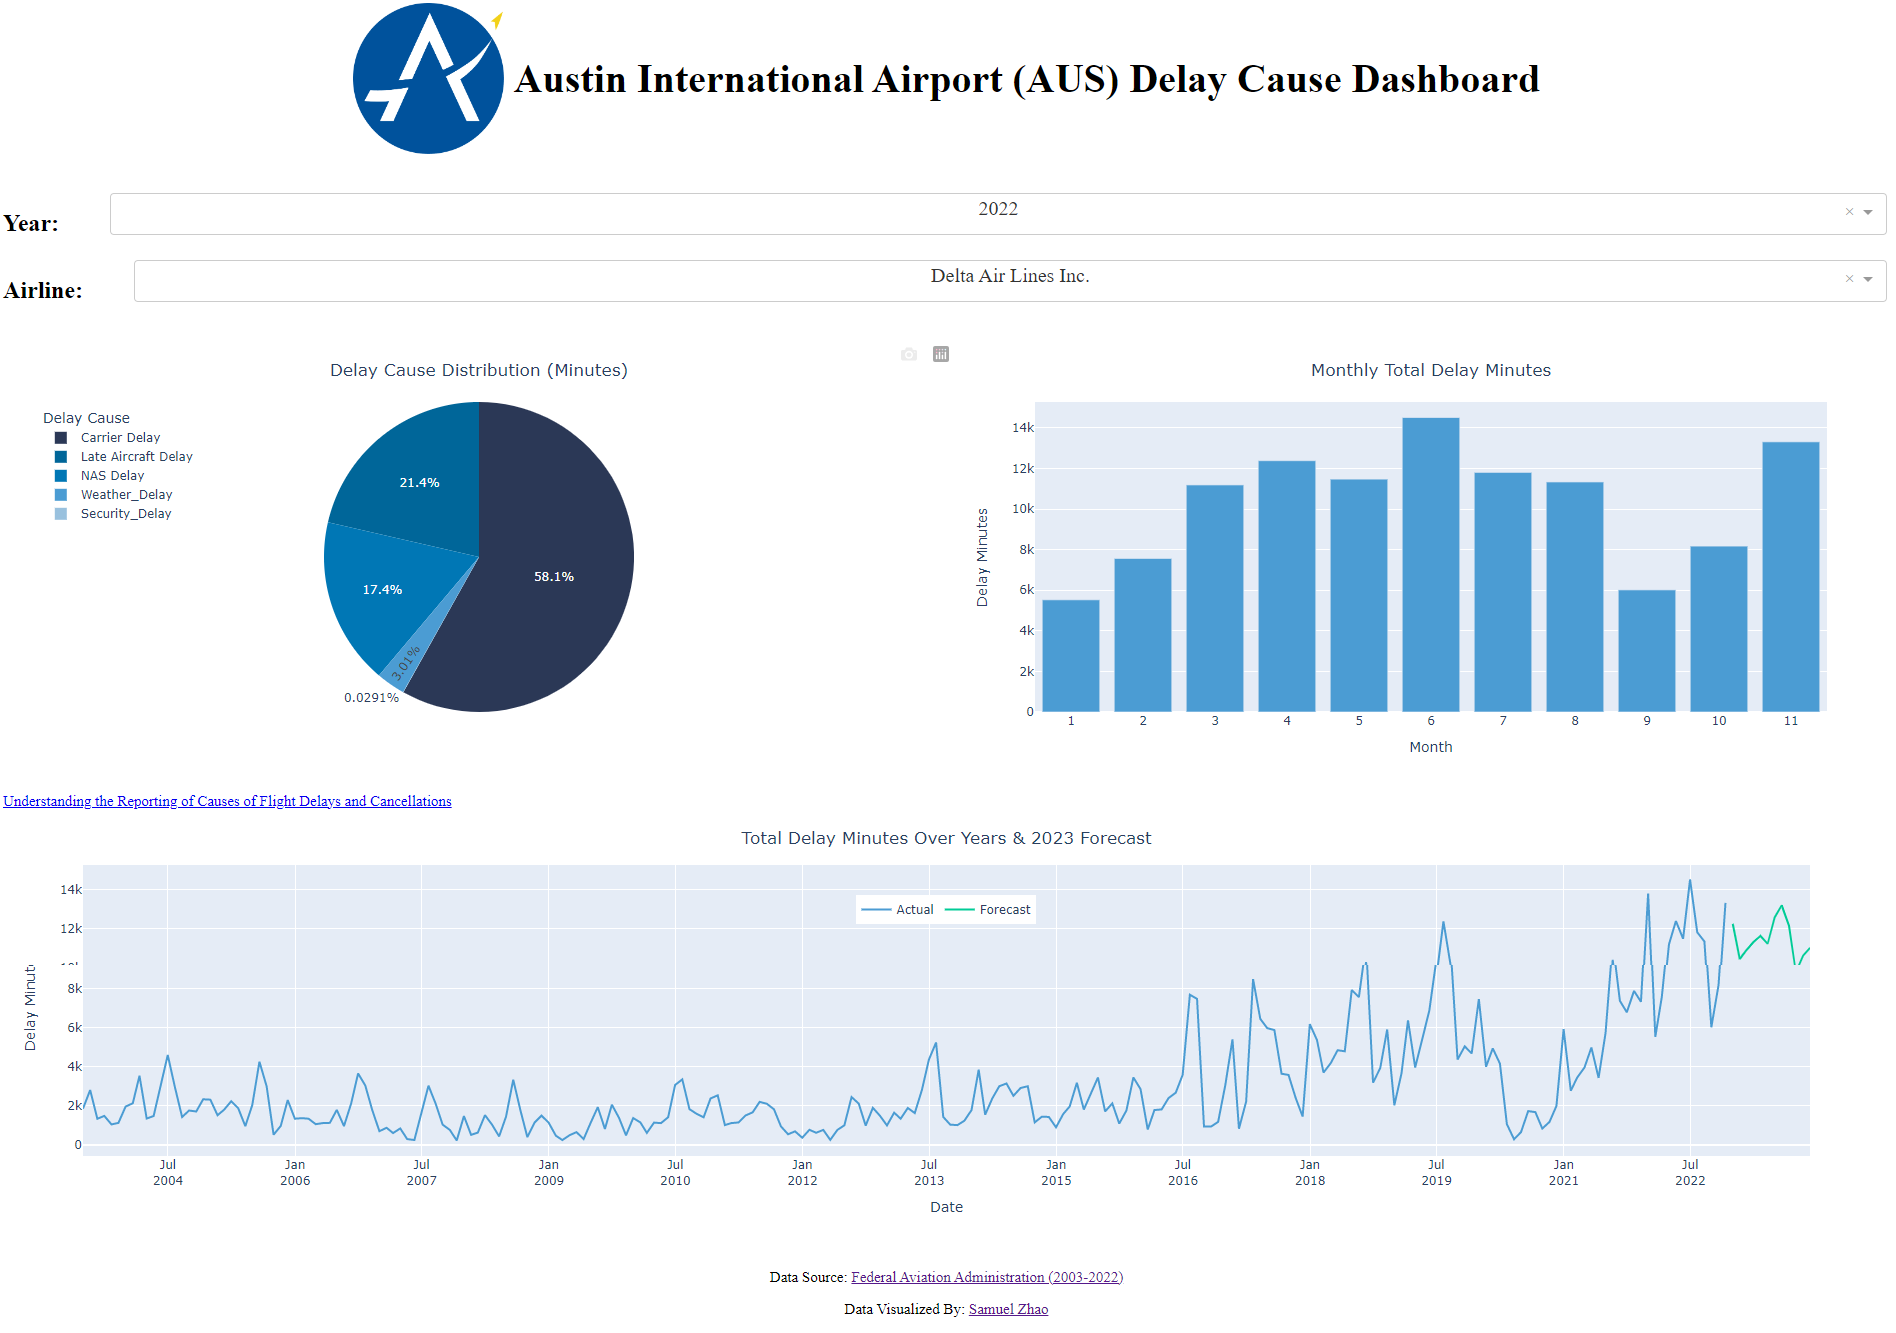 Austin International Airport (AUS) Delay Cause Dashboard
Year:
2022
×
Airline:
Delta Air Lines Inc.
×
Delay Cause Distribution (Minutes)
Delay Cause
Carrier Delay
Late Aircraft Delay
NAS Delay
Weather_Delay
Security_Delay
21.4%
58.1%
17.4%
3.01%
0.0291%
Monthly Total Delay Minutes
14k
12k
10k
8k
6k
4k
2k
0
Delay Minutes
1 2 3 4 5 6 7 8 9 10 11
Month
Understanding the Reporting of Causes of Flight Delays and Cancellations
Total Delay Minutes Over Years & 2023 Forecast
Actual Forecast
14k
12k
8k
6k
4k
2k
0
Delay
Jul Jan Jul Jan Jul Jan Jul Jan Jul Jan Jul Jan Jul
2004 2006 2007 2009 2010 2012 2013 2015 2016 2018 2019 2021 2022
Date
Data Source: Federal Aviation Administration (2003-2022)
Data Visualized By: Samuel Zhao